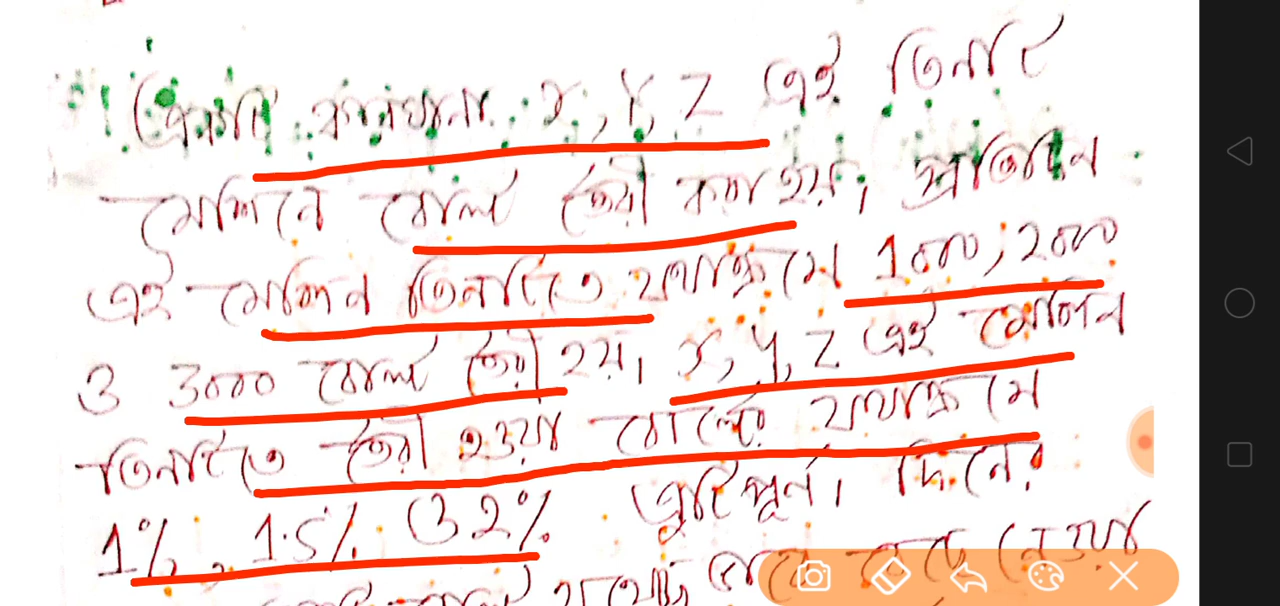 একটি কারখানায় X, Y, Z এই তিনটি
মেশিনে বোল্ট তৈরী করা হয়। প্রতিদিন
এই মেশিন তিনটিতে যথাক্রমে 1000, 2000
ও 3000 বোল্ট তৈরী হয়। X, Y, Z এই মেশিন
তিনটিতে তৈরী হওয়া বোল্টের যথাক্রমে
1%, 1.5% ও 2% ত্রুটিপূর্ণ। দিনের